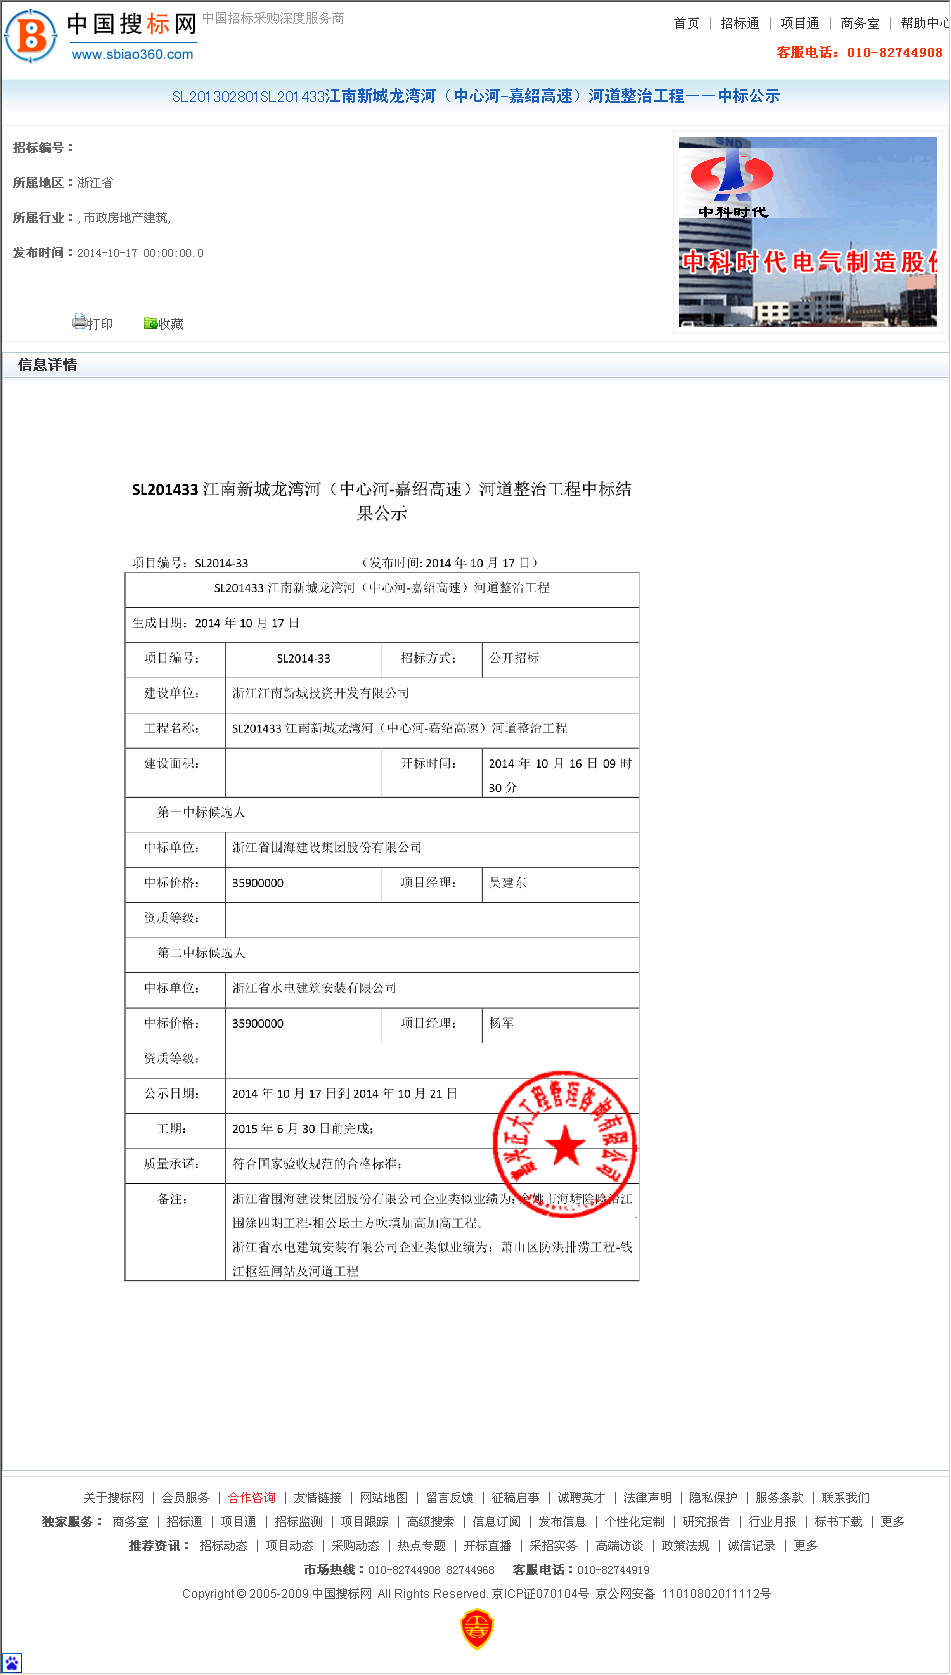 中国搜标网 中国招标采购深度服务商
www.sbiao360.com
首页 | 招标通 | 项目通 | 商务室 | 帮助中心
客服电话：010-82744908
SL201302801SL201433江南新城龙湾河（中心河-嘉绍高速）河道整治工程——中标公示
招标编号：
所属地区：浙江省
所属行业：, 市政房地产建筑,
发布时间：2014-10-17 00:00:00.0
打印 收藏
SND
中科时代
中科时代电气制造股份
信息详情
SL201433 江南新城龙湾河（中心河-嘉绍高速）河道整治工程中标结
果公示
项目编号：SL2014-33 （发布时间: 2014 年 10 月 17 日）
SL201433 江南新城龙湾河（中心河-嘉绍高速）河道整治工程
生成日期：2014 年 10 月 17 日
项目编号： SL2014-33 招标方式： 公开招标
建设单位： 浙江江南新城投资开发有限公司
工程名称： SL201433 江南新城龙湾河（中心河-嘉绍高速）河道整治工程
建设面积： 开标时间： 2014 年 10 月 16 日 09 时
30 分
第一中标候选人
中标单位： 浙江省围海建设集团股份有限公司
中标价格： 35900000 项目经理： 吴建东
资质等级：
第二中标候选人
中标单位： 浙江省水电建筑安装有限公司
中标价格： 35900000 项目经理： 杨军
资质等级：
公示日期： 2014 年 10 月 17 日到 2014 年 10 月 21 日
工期： 2015 年 6 月 30 日前完成；
质量承诺： 符合国家验收规范的合格标准；
嘉兴正大工程管理咨询有限公司
备注： 浙江省围海建设集团股份有限公司企业类似业绩为：余姚市海塘除险治江
围涂四期工程-相公坛土方吹填加高加高工程。
浙江省水电建筑安装有限公司企业类似业绩为：萧山区防洪排涝工程-钱
江枢纽闸站及河道工程
关于搜标网 | 会员服务 | 合作咨询 | 友情链接 | 网站地图 | 留言反馈 | 征稿启事 | 诚聘英才 | 法律声明 | 隐私保护 | 服务条款 | 联系我们
独家服务： 商务室 | 招标通 | 项目通 | 招标监测 | 项目跟踪 | 高级搜索 | 信息订阅 | 发布信息 | 个性化定制 | 研究报告 | 行业月报 | 标书下载 | 更多
推荐资讯： 招标动态 | 项目动态 | 采购动态 | 热点专题 | 开标直播 | 采招实务 | 高端访谈 | 政策法规 | 诚信记录 | 更多
市场热线：010-82744908 82744968 客服电话：010-82744919
Copyright © 2005-2009 中国搜标网 All Rights Reserved. 京ICP证070104号 京公网安备 11010802011112号